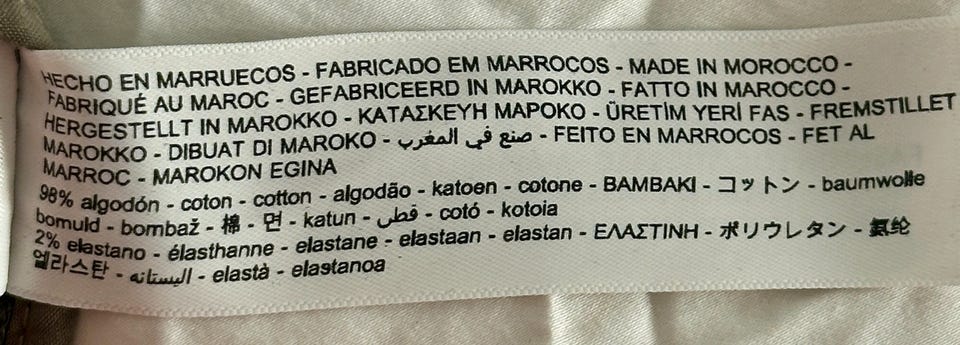 HECHO EN MARRUECOS - FABRICADO EM MARROCOS - MADE IN MOROCCO -
FABRIQUÉ AU MAROC - GEFABRICEERD IN MAROKKO - FATTO IN MAROCCO -
HERGESTELLT IN MAROKKO - ΚΑΤΑΣΚΕΥΗ ΜΑΡΟΚΟ - ÜRETİM YERİ FAS - FREMSTILLET
MAROKKO - DIBUAT DI MAROKO - صنع في المغرب - FEITO EN MARROCOS - FET AL
MARROC - MAROKON EGINA
98% algodón - coton - cotton - algodão - katoen - cotone - ΒΑΜΒΑΚΙ - コットン - baumwolle
bomuld - bombaž - 棉 - 면 - katun - قطن - cotó - kotoia
2% elastano - élasthanne - elastane - elastaan - elastan - ΕΛΑΣΤΙΝΗ - ポリウレタン - 氨纶
엘라스탄 - اليستانه - elastà - elastanoa